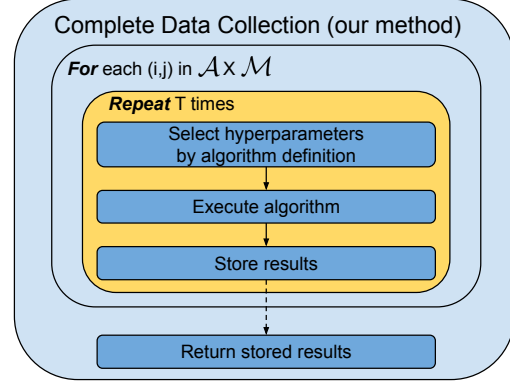 Complete Data Collection (our method)
For each (i,j) in 𝒜 x ℳ
Repeat T times
Select hyperparameters
by algorithm definition
Execute algorithm
Store results
Return stored results